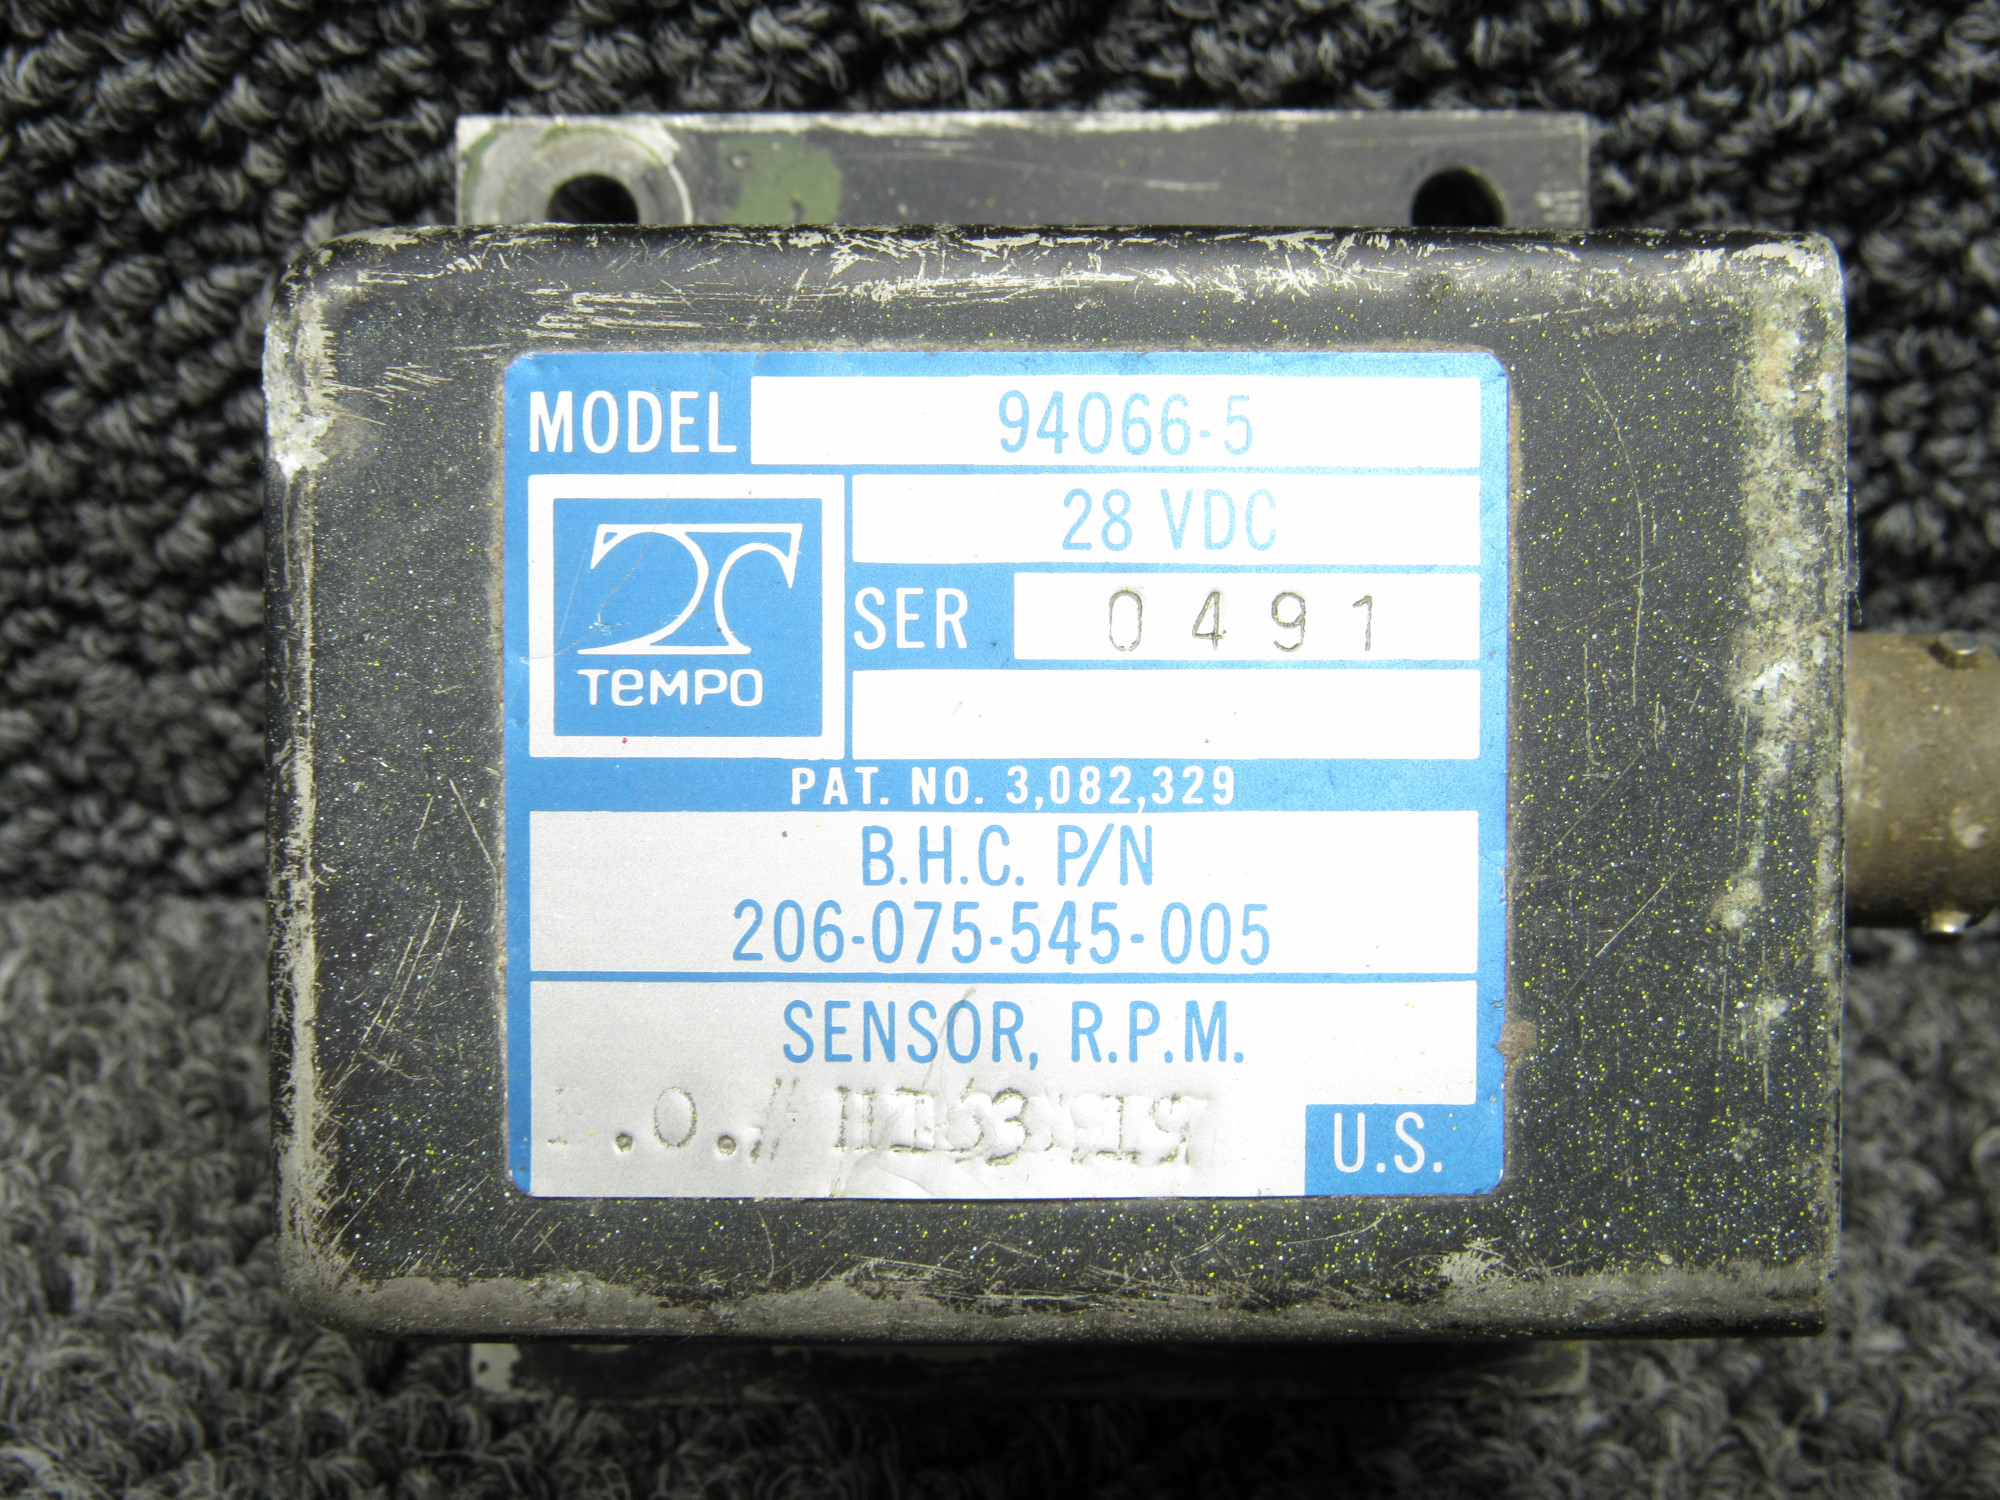 MODEL 94066-5
28 VDC
TEMPO
SER 0491
PAT. NO. 3,082,329
B.H.C. P/N
206-075-545-005
SENSOR, R.P.M.
.O.#
U.S.